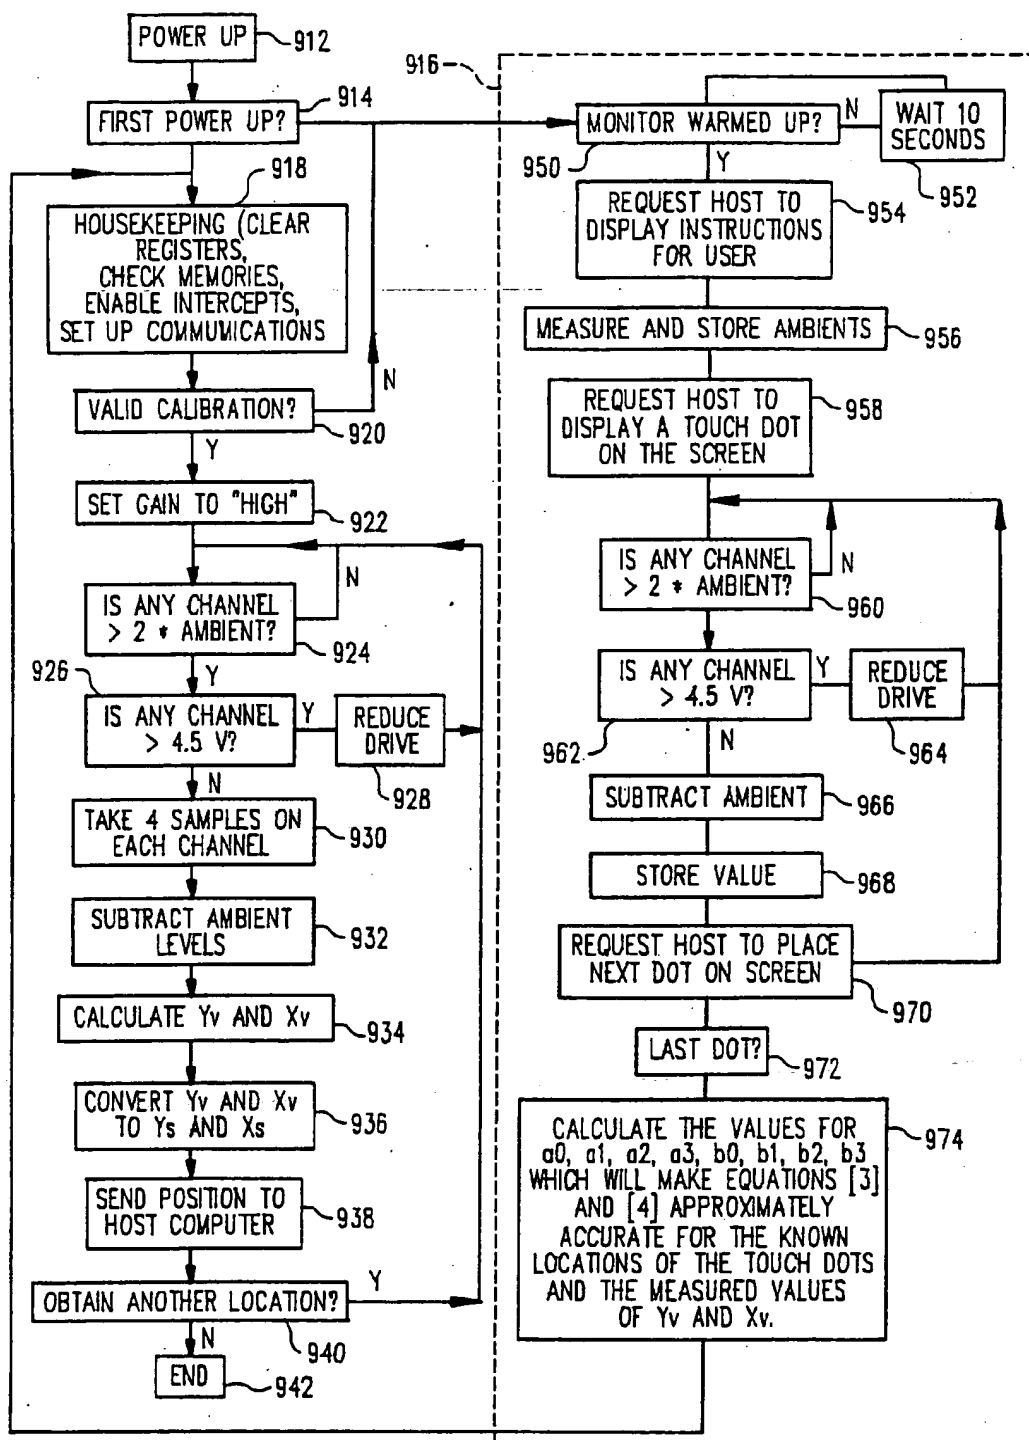 POWER UP
912
FIRST POWER UP?
914
918
HOUSEKEEPING (CLEAR
REGISTERS,
CHECK MEMORIES,
ENABLE INTERCEPTS,
SET UP COMMUNICATIONS
N
VALID CALIBRATION?
920
Y
SET GAIN TO "HIGH"
922
N
IS ANY CHANNEL
> 2 * AMBIENT?
924
Y
926
IS ANY CHANNEL
> 4.5 V?
Y
REDUCE
DRIVE
928
N
TAKE 4 SAMPLES ON
EACH CHANNEL
930
SUBTRACT AMBIENT
LEVELS
932
CALCULATE Yv AND Xv
934
CONVERT Yv AND Xv
TO Ys AND Xs
936
SEND POSITION TO
HOST COMPUTER
938
OBTAIN ANOTHER LOCATION?
Y
940
N
END
942
916
MONITOR WARMED UP?
N
WAIT 10
SECONDS
950
Y
952
REQUEST HOST TO
DISPLAY INSTRUCTIONS
FOR USER
954
MEASURE AND STORE AMBIENTS
956
REQUEST HOST TO
DISPLAY A TOUCH DOT
ON THE SCREEN
958
IS ANY CHANNEL
> 2 * AMBIENT?
N
960
IS ANY CHANNEL
> 4.5 V?
Y
REDUCE
DRIVE
962
N
964
SUBTRACT AMBIENT
966
STORE VALUE
968
REQUEST HOST TO PLACE
NEXT DOT ON SCREEN
970
LAST DOT?
972
CALCULATE THE VALUES FOR
a0, a1, a2, a3, b0, b1, b2, b3
WHICH WILL MAKE EQUATIONS [3]
AND [4] APPROXIMATELY
ACCURATE FOR THE KNOWN
LOCATIONS OF THE TOUCH DOTS
AND THE MEASURED VALUES
OF Yv AND Xv.
974